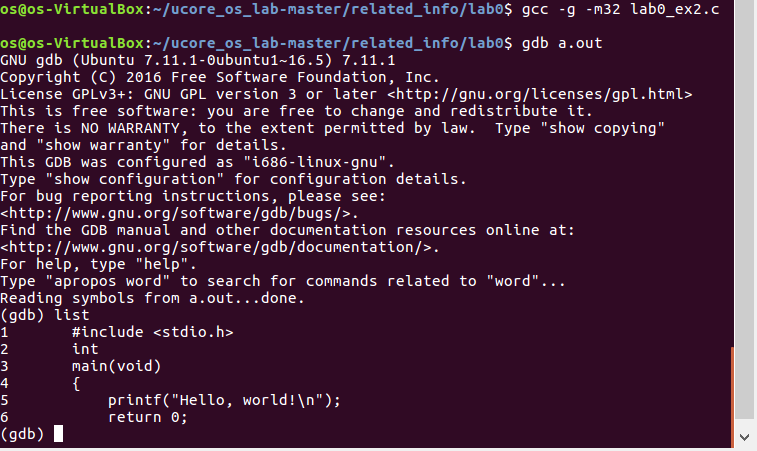 os@os-VirtualBox:~/ucore_os_lab-master/related_info/lab0$ gcc -g -m32 lab0_ex2.c
os@os-VirtualBox:~/ucore_os_lab-master/related_info/lab0$ gdb a.out
GNU gdb (Ubuntu 7.11.1-0ubuntu1~16.5) 7.11.1
Copyright (C) 2016 Free Software Foundation, Inc.
License GPLv3+: GNU GPL version 3 or later <http://gnu.org/licenses/gpl.html>
This is free software: you are free to change and redistribute it.
There is NO WARRANTY, to the extent permitted by law.  Type "show copying"
and "show warranty" for details.
This GDB was configured as "i686-linux-gnu".
Type "show configuration" for configuration details.
For bug reporting instructions, please see:
<http://www.gnu.org/software/gdb/bugs/>.
Find the GDB manual and other documentation resources online at:
<http://www.gnu.org/software/gdb/documentation/>.
For help, type "help".
Type "apropos word" to search for commands related to "word"...
Reading symbols from a.out...done.
(gdb) list
1       #include <stdio.h>
2       int
3       main(void)
4       {
5           printf("Hello, world!\n");
6           return 0;
(gdb)